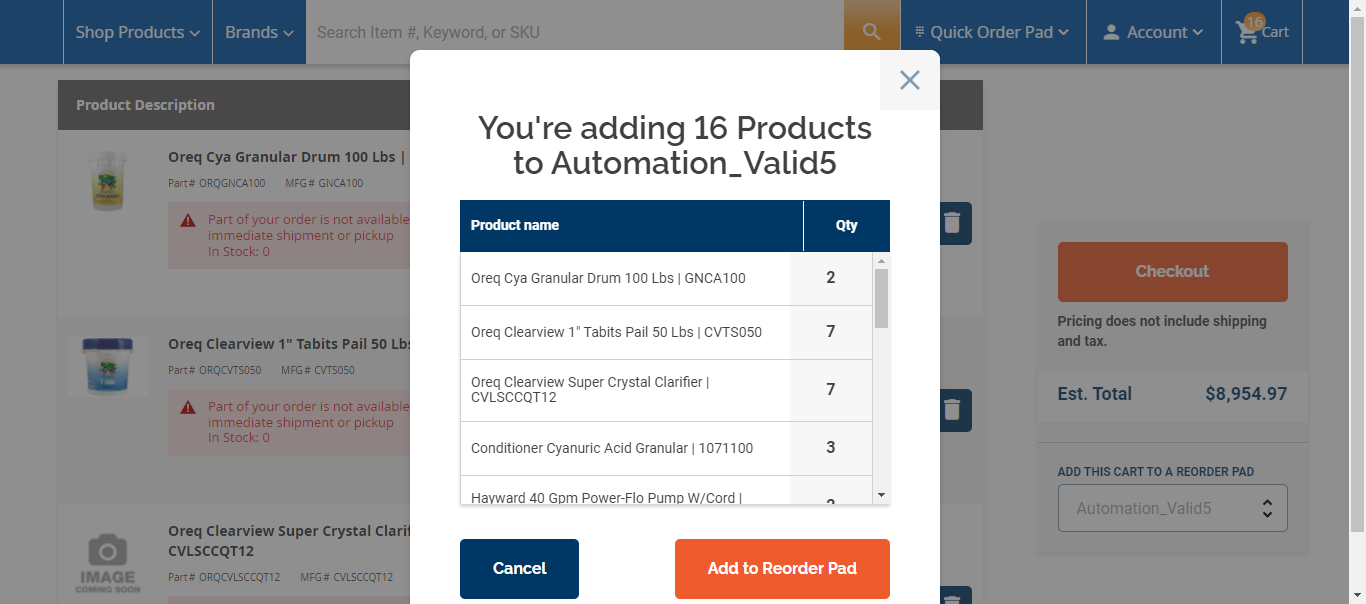 Shop Products
Brands
Search Item #, Keyword, or SKU
Quick Order Pad
Account
16
Cart
Product Description
Oreq Cya Granular Drum 100 Lbs |
Part# ORQGNCA100 MFG# GNCA100
Part of your order is not available
immediate shipment or pickup
In Stock: 0
Oreq Clearview 1" Tabits Pail 50 Lbs
Part# ORQCVTS050 MFG# CVTS050
Part of your order is not available
immediate shipment or pickup
In Stock: 0
IMAGE
COMING SOON
Oreq Clearview Super Crystal Clarif
CVLSCCQT12
Part# ORQCVLSCCQT12 MFG# CVLSCCQT12
You're adding 16 Products
to Automation_Valid5
Product name Qty
Oreq Cya Granular Drum 100 Lbs | GNCA100 2
Oreq Clearview 1" Tabits Pail 50 Lbs | CVTS050 7
Oreq Clearview Super Crystal Clarifier |
CVLSCCQT12 7
Conditioner Cyanuric Acid Granular | 1071100 3
Hayward 40 Gpm Power-Flo Pump W/Cord |
Cancel
Add to Reorder Pad
Checkout
Pricing does not include shipping
and tax.
Est. Total $8,954.97
ADD THIS CART TO A REORDER PAD
Automation_Valid5